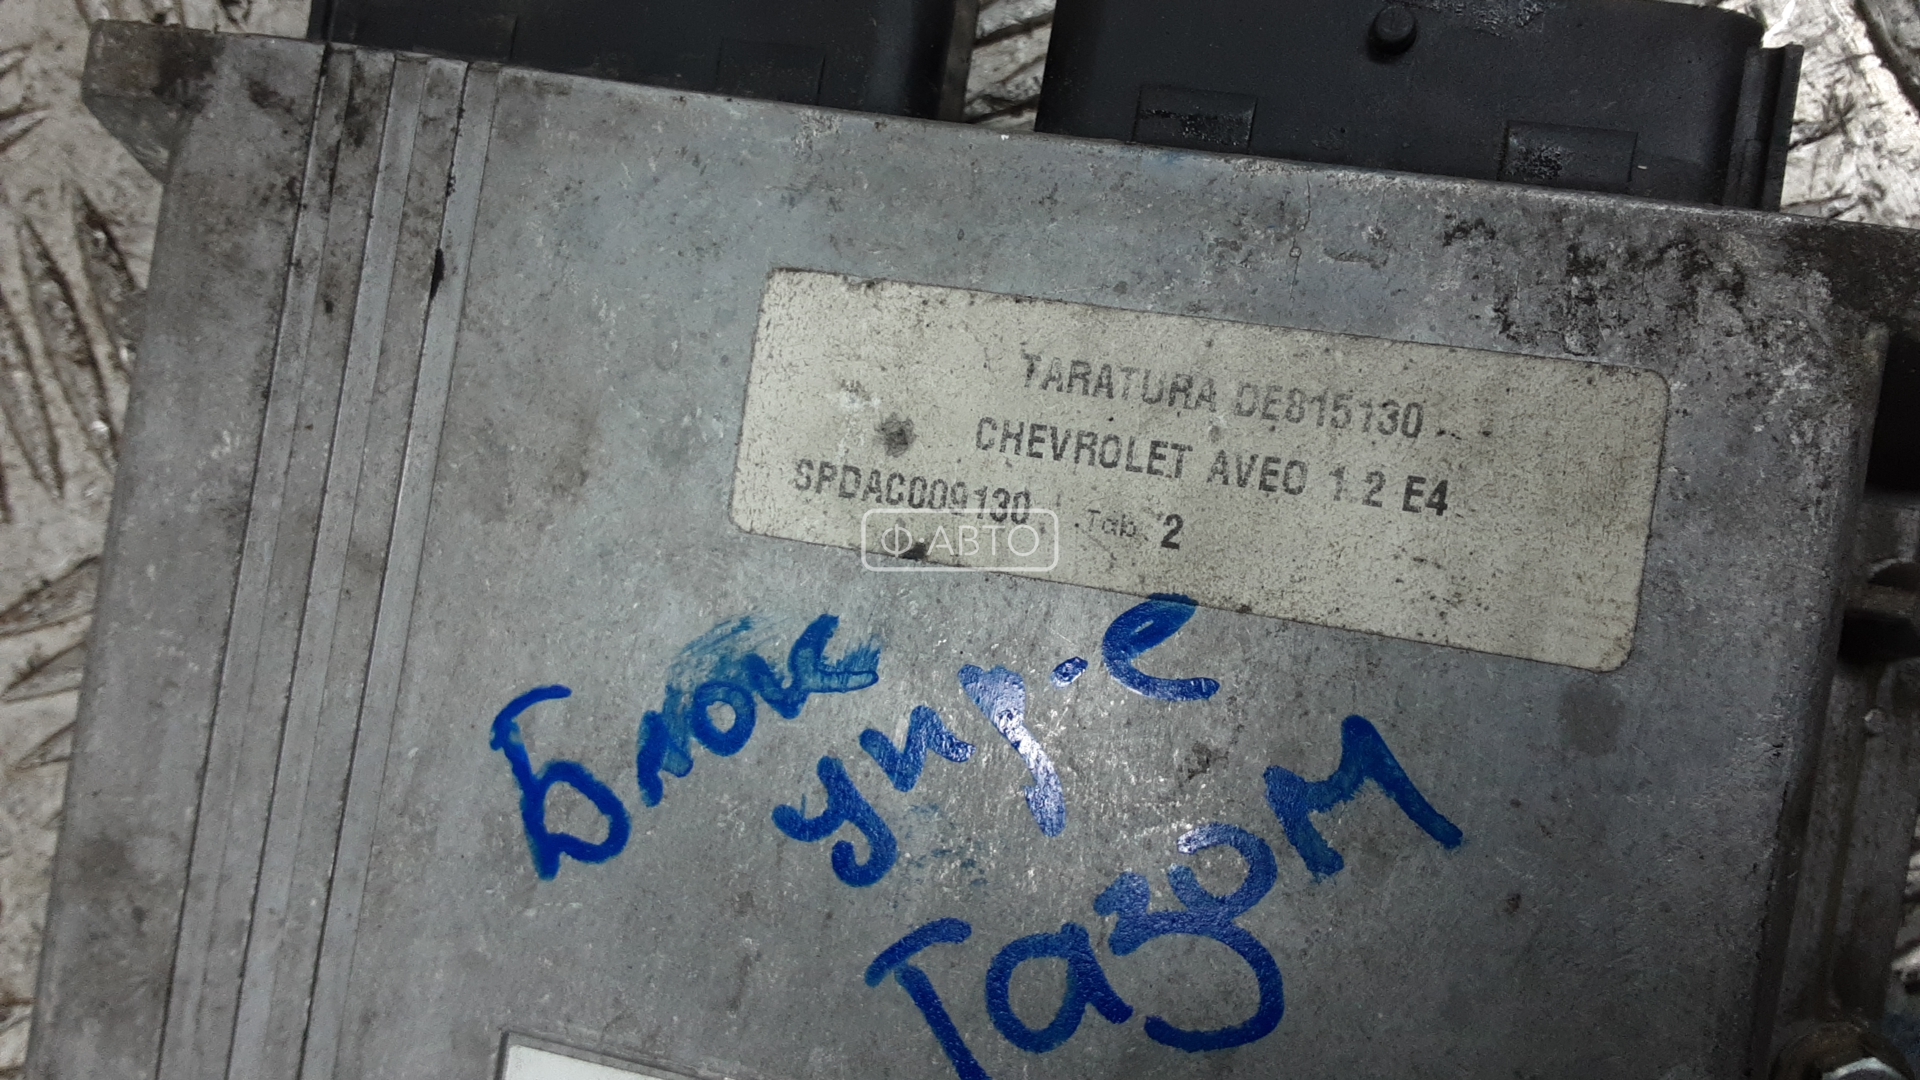 TARATURA DE815130
CHEVROLET AVEO 1.2 E4
SPDAC009130 Tab. 2
Ф-АВТО
Блок
упр-е
газом